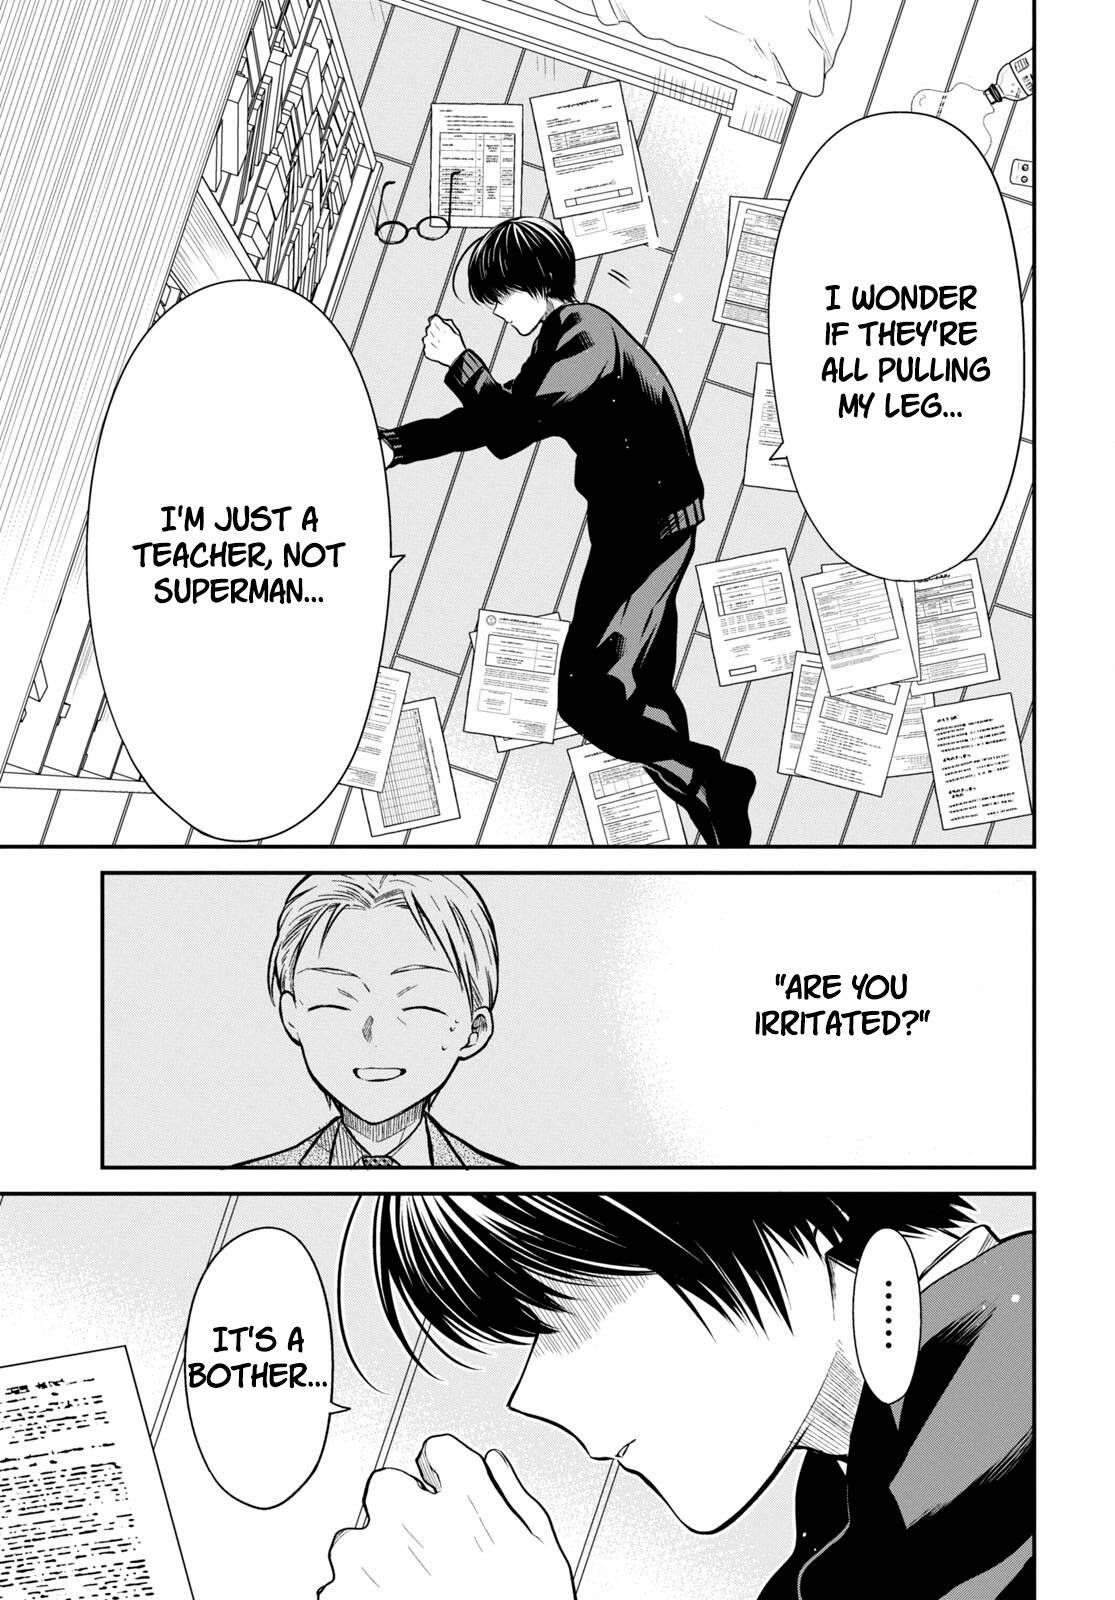 I WONDER
IF THEY'RE
ALL PULLING
MY LEG...
I'M JUST A
TEACHER, NOT
SUPERMAN...
"ARE YOU
IRRITATED?"
........
IT'S A
BOTHER...